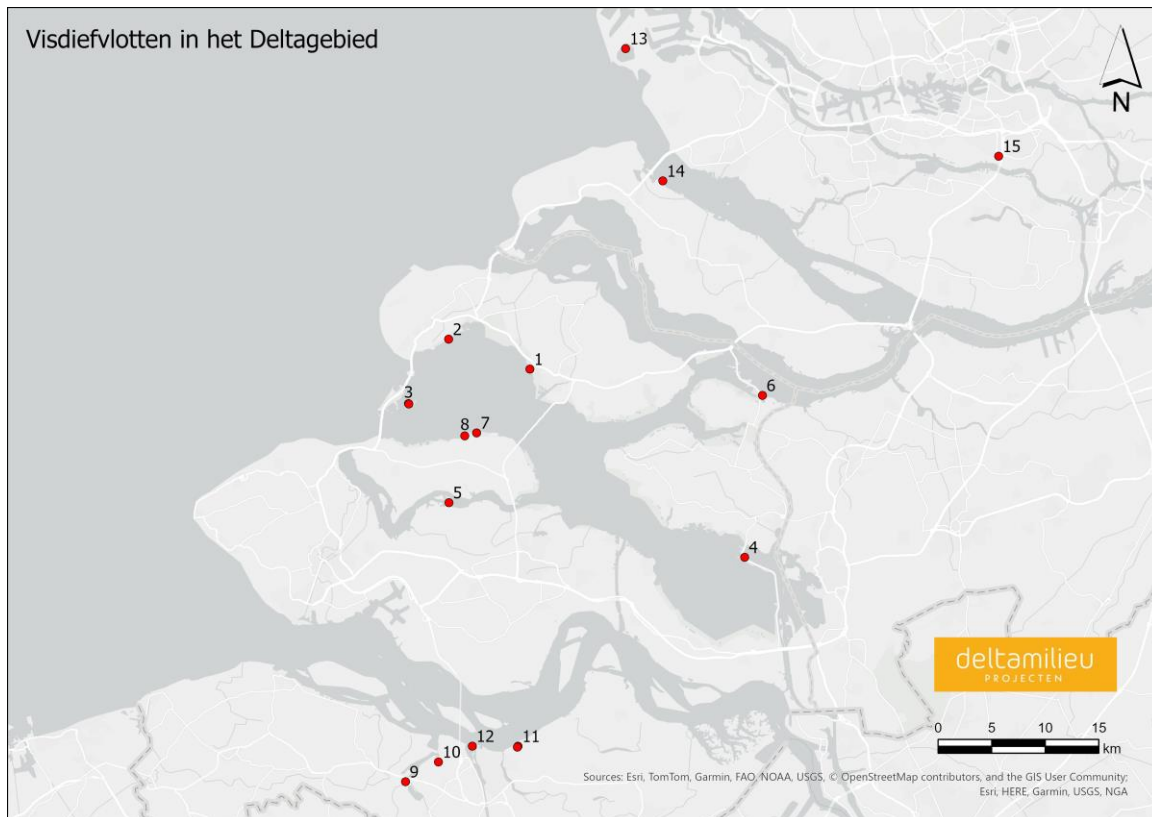 Visdiefvlotten in het Deltagebied
13
N
15
14
2
1
3
6
8 7
5
4
deltamilieu
PROJECTEN
0 5 10 15
km
12
11
10
9
Sources: Esri, TomTom, Garmin, FAO, NOAA, USGS, © OpenStreetMap contributors, and the GIS User Community;
Esri, HERE, Garmin, USGS, NGA